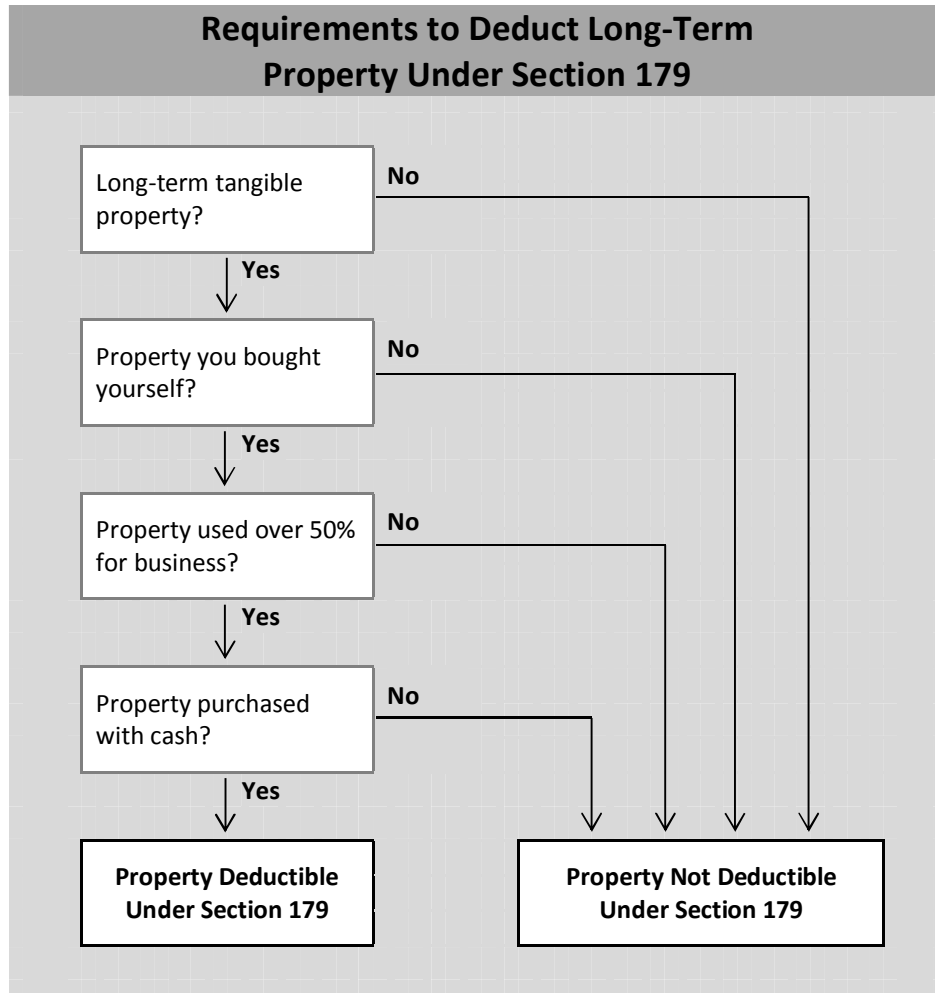 Requirements to Deduct Long-Term
Property Under Section 179
Long-term tangible
property?
No
Yes
Property you bought
yourself?
No
Yes
Property used over 50%
for business?
No
Yes
Property purchased
with cash?
No
Yes
Property Deductible
Under Section 179
Property Not Deductible
Under Section 179